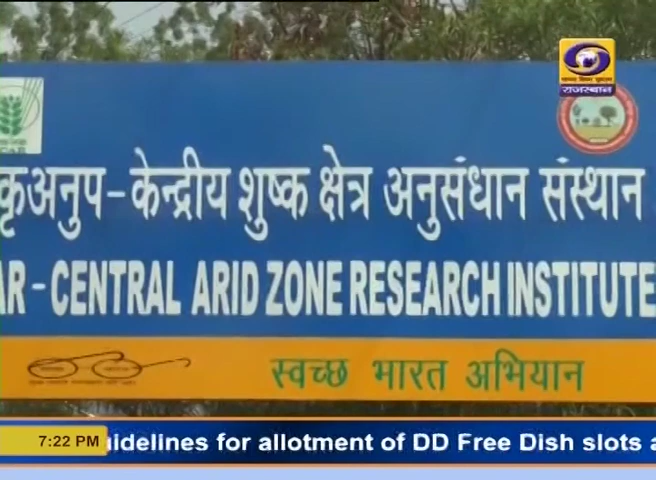 राजस्थान
कृअनुप-केन्द्रीय शुष्क क्षेत्र अनुसंधान संस्थान
AR - CENTRAL ARID ZONE RESEARCH INSTITUTE
स्वच्छ भारत अभियान
7:22 PM uidelines for allotment of DD Free Dish slots a